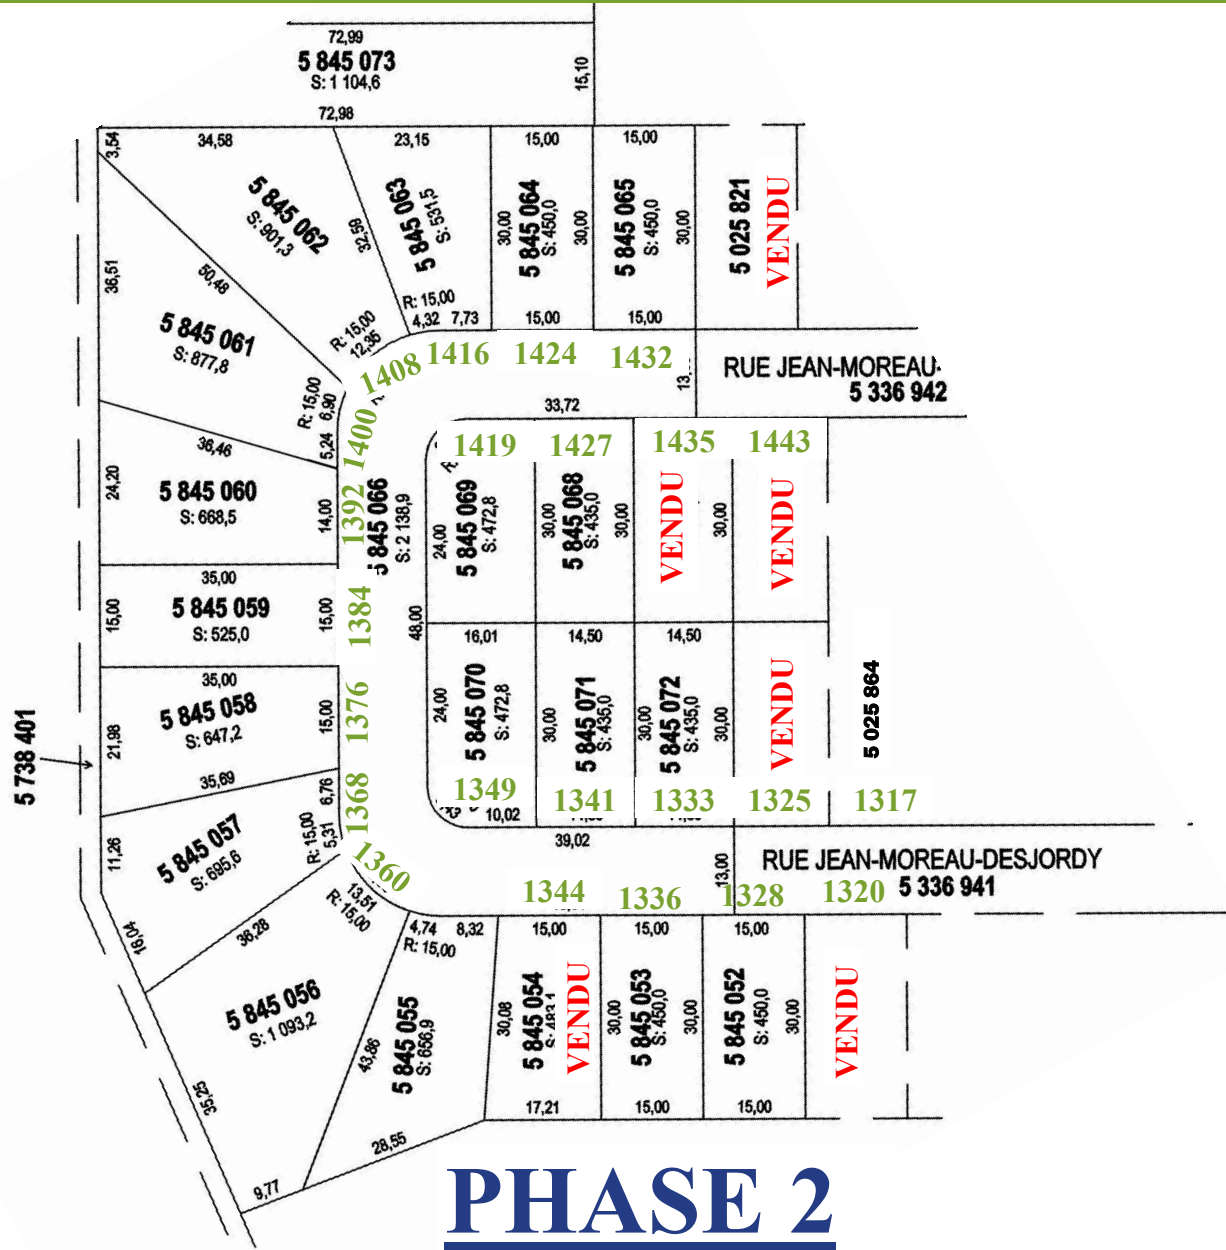 72,99
5 845 073
S: 1 104,6
15,10
72,98
3,54
34,58
23,15
15,00
15,00
5 845 062
S: 901,3
32,99
5 845 063
S: 531,5
30,00
5 845 064
S: 450,0
30,00
5 845 065
S: 450,0
30,00
5 025 821
VENDU
36,51
50,48
R: 15,00
12,35
R: 15,00
4,32
7,73
15,00
15,00
5 845 061
S: 877,8
R: 15,00
6,90
5,24
1408
1416
1424
1432
13,
RUE JEAN-MOREAU-
5 336 942
33,72
1400
36,46
24,20
5 845 060
S: 668,5
14,00
1392
5 845 066
S: 2 138,9
R
1419
1427
1435
1443
24,00
5 845 069
S: 472,8
30,00
5 845 068
S: 435,0
30,00
VENDU
30,00
VENDU
35,00
15,00
5 845 059
S: 525,0
15,00
1384
48,00
16,01
14,50
14,50
35,00
21,98
5 845 058
S: 647,2
15,00
1376
24,00
5 845 070
S: 472,8
30,00
5 845 071
S: 435,0
30,00
5 845 072
S: 435,0
30,00
VENDU
5 025 864
5 738 401
35,69
6,76
R: 15,00
5,31
1368
1349
1341
1333
1325
1317
10,02
11,26
5 845 057
S: 695,6
1360
39,02
13,00
RUE JEAN-MOREAU-DESJORDY
5 336 941
13,51
R: 15,00
1344
1336
1328
1320
16,04
36,28
4,74
8,32
R: 15,00
15,00
15,00
15,00
5 845 056
S: 1 093,2
43,86
5 845 055
S: 656,9
30,08
5 845 054
S: 483,1
VENDU
30,00
5 845 053
S: 450,0
30,00
5 845 052
S: 450,0
30,00
VENDU
35,25
17,21
15,00
15,00
28,55
9,77
PHASE 2